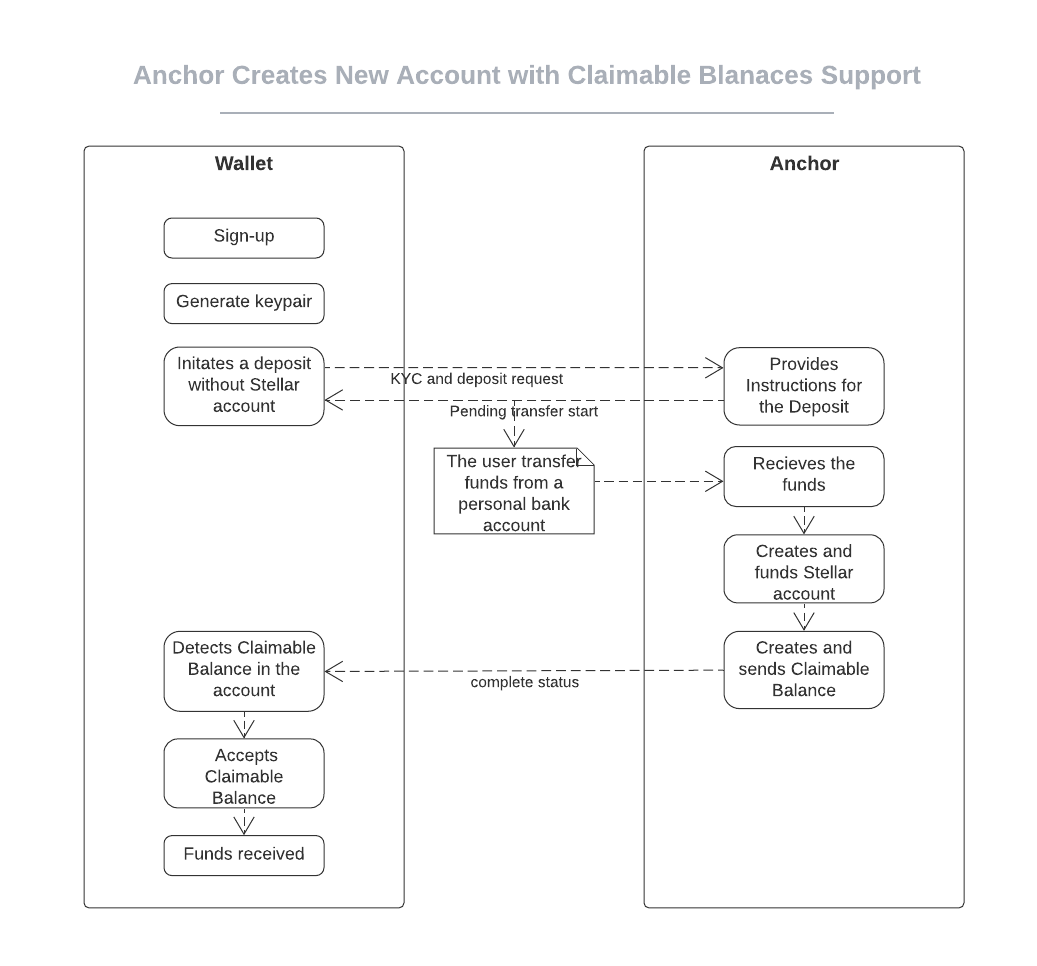 Anchor Creates New Account with Claimable Blanaces Support
Wallet
Anchor
Sign-up
Generate keypair
Initates a deposit
without Stellar
account
KYC and deposit request
Provides
Instructions for
the Deposit
Pending transfer start
The user transfer
funds from a
personal bank
account
Recieves the
funds
Creates and
funds Stellar
account
Creates and
sends Claimable
Balance
complete status
Detects Claimable
Balance in the
account
Accepts
Claimable
Balance
Funds received